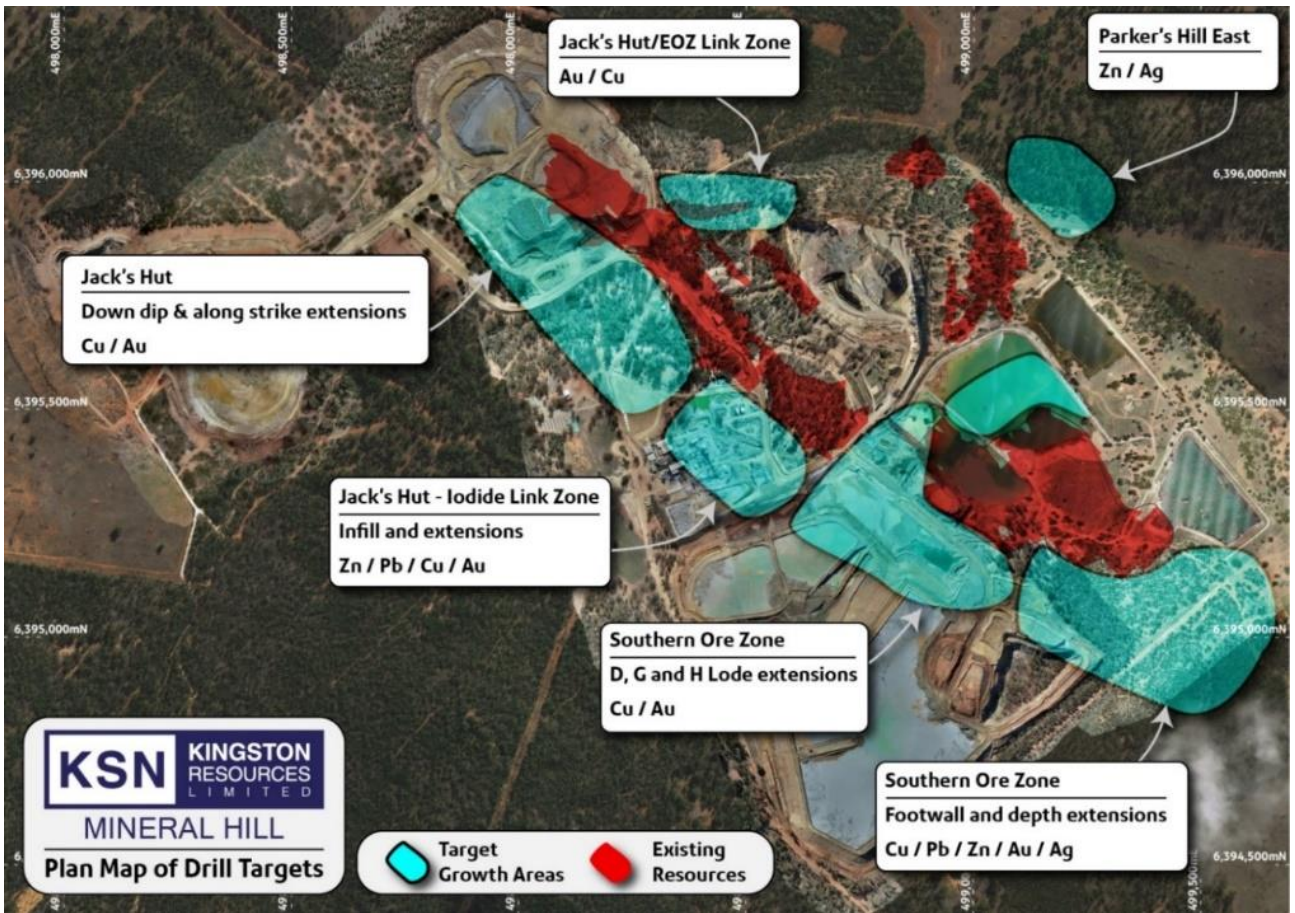 498,000mE
498,500mE
498,000mE
499,000mE
Jack's Hut/EOZ Link Zone
Au / Cu
Parker's Hill East
Zn / Ag
6,396,000mN
6,396,000mN
Jack's Hut
Down dip & along strike extensions
Cu / Au
6,395,500mN
6,395,500mN
Jack's Hut - Iodide Link Zone
Infill and extensions
Zn / Pb / Cu / Au
6,395,000mN
6,395,000mN
Southern Ore Zone
D, G and H Lode extensions
Cu / Au
Southern Ore Zone
Footwall and depth extensions
Cu / Pb / Zn / Au / Ag
KSN KINGSTON
RESOURCES
LIMITED
MINERAL HILL
Plan Map of Drill Targets
Target
Growth Areas
Existing
Resources
6,394,500mN
499,500mE